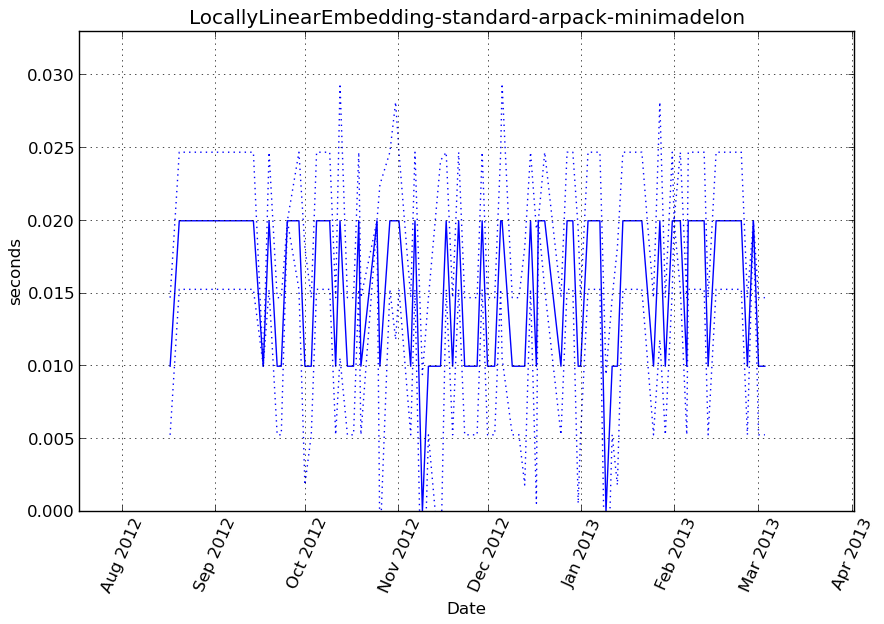 LocallyLinearEmbedding-standard-arpack-minimadelon
0.030
0.025
0.020
0.015
0.010
0.005
0.000
seconds
Aug 2012
Sep 2012
Oct 2012
Nov 2012
Dec 2012
Jan 2013
Feb 2013
Mar 2013
Apr 2013
Date